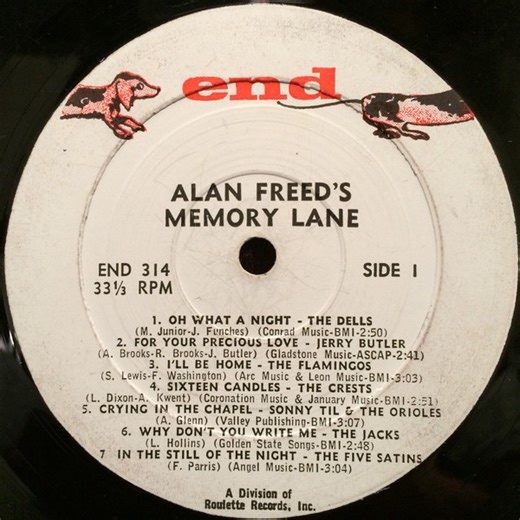 end
ALAN FREED'S
MEMORY LANE
END 314
33⅓ RPM
SIDE 1
1. OH WHAT A NIGHT - THE DELLS
(M. Junior-J. Funches) (Conrad Music-BMI-2:50)
2. FOR YOUR PRECIOUS LOVE - JERRY BUTLER
(A. Brooks-R. Brooks-J. Butler) (Gladstone Music-ASCAP-2:41)
3. I'LL BE HOME - THE FLAMINGOS
(S. Lewis-F. Washington) (Arc Music & Leon Music-BMI-3:03)
4. SIXTEEN CANDLES - THE CRESTS
(L. Dixon-A. Kwent) (Coronation Music & January Music-BMI-2:51)
5. CRYING IN THE CHAPEL - SONNY TIL & THE ORIOLES
(A. Glenn) (Valley Publishing-BMI-3:07)
6. WHY DON'T YOU WRITE ME - THE JACKS
(L. Hollins) (Golden State Songs-BMI-2:48)
7 IN THE STILL OF THE NIGHT - THE FIVE SATINS
(F. Parris) (Angel Music-BMI-3:04)
A Division of
Roulette Records, Inc.